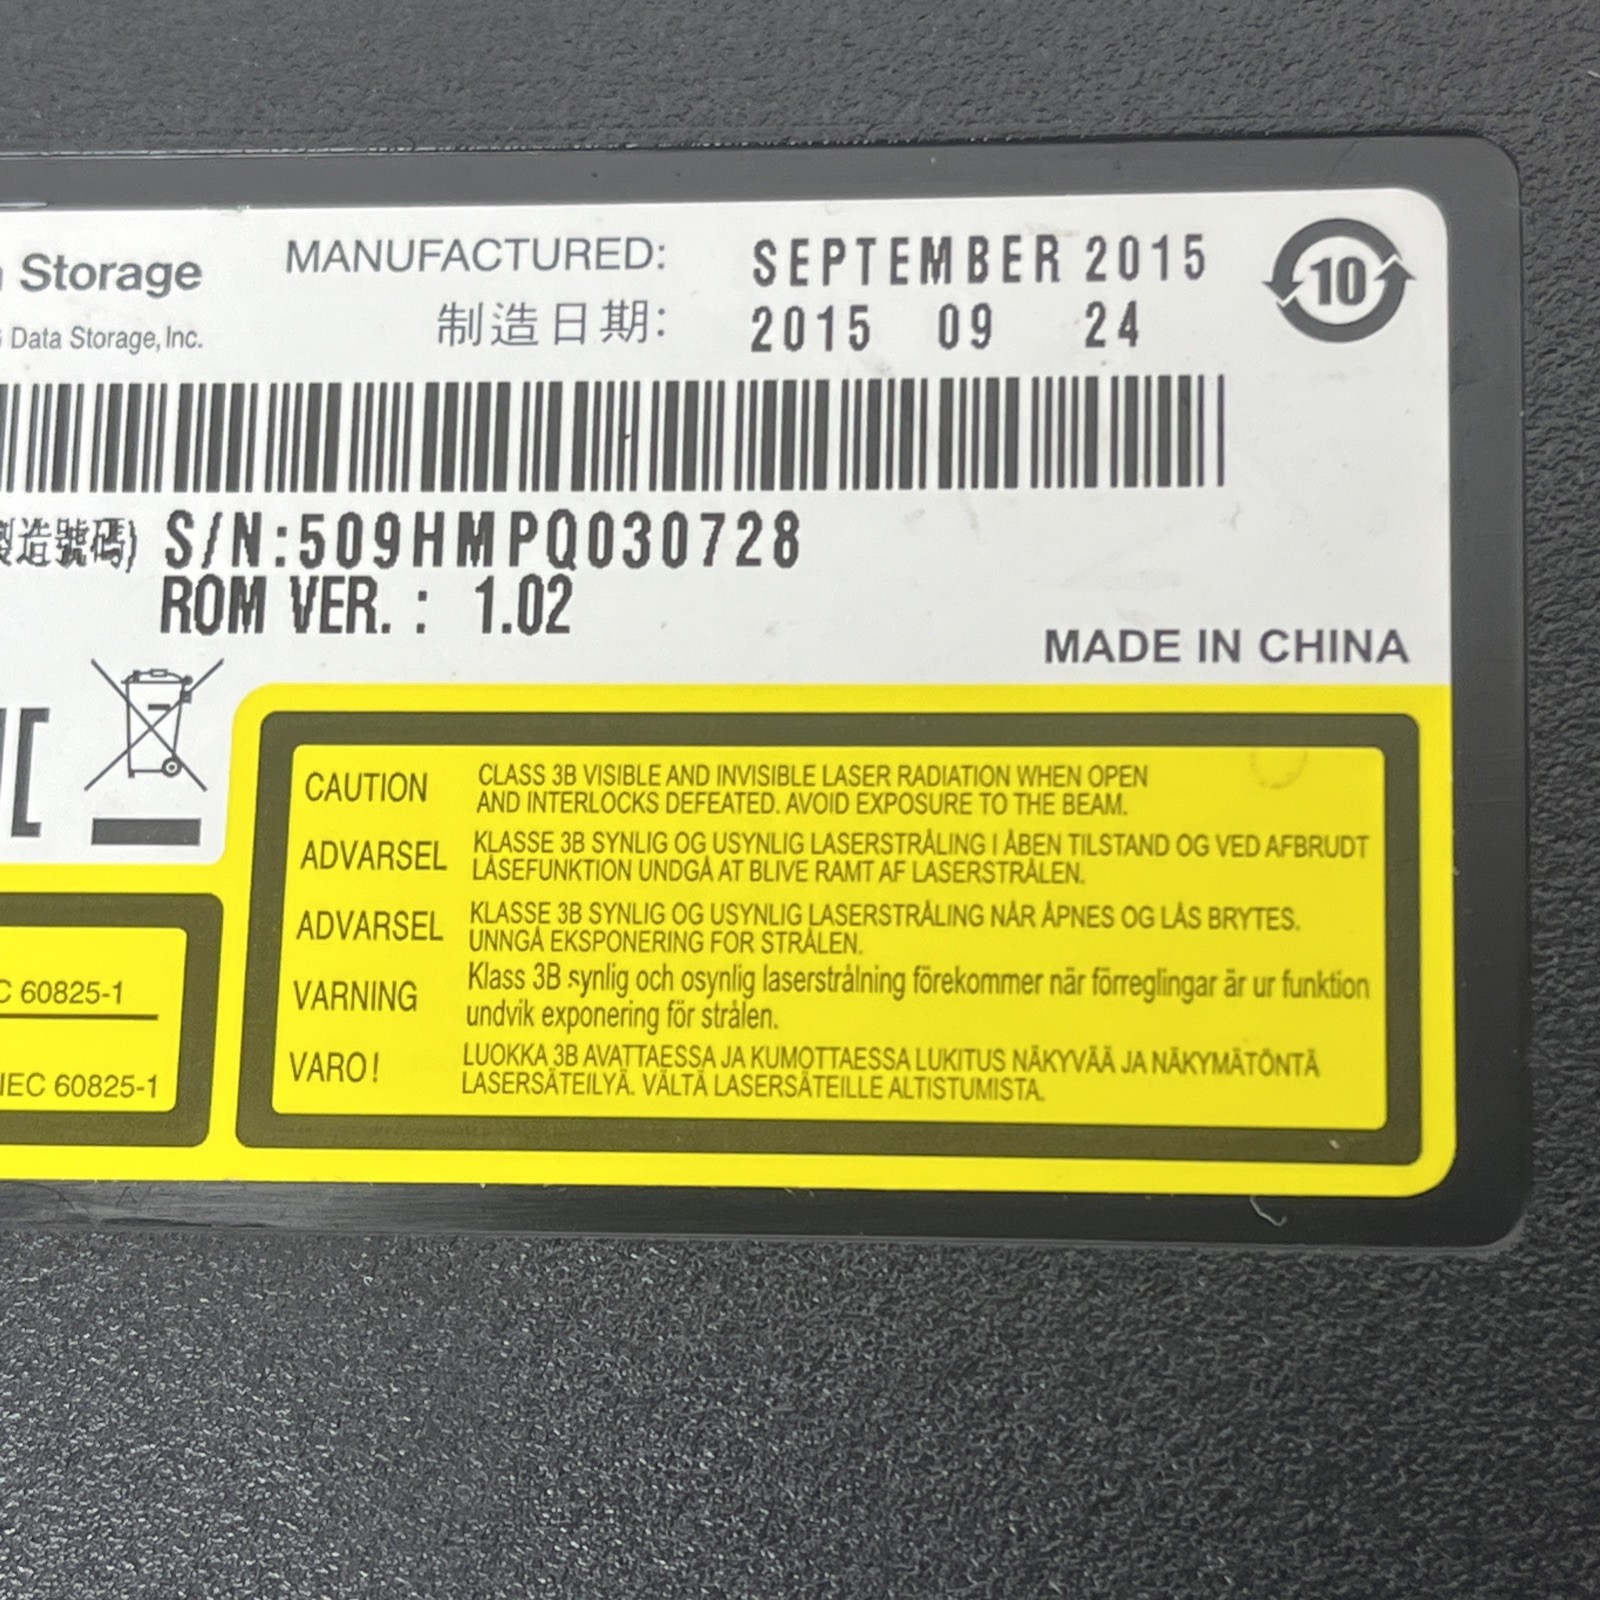 Storage
MANUFACTURED: SEPTEMBER 2015
10
Data Storage, Inc.
制造日期: 2015 09 24
製造號碼) S/N:509HMPQ030728
ROM VER. : 1.02
MADE IN CHINA
CAUTION CLASS 3B VISIBLE AND INVISIBLE LASER RADIATION WHEN OPEN
AND INTERLOCKS DEFEATED. AVOID EXPOSURE TO THE BEAM.
ADVARSEL KLASSE 3B SYNLIG OG USYNLIG LASERSTRÅLING I ÅBEN TILSTAND OG VED AFBRUDT
LÅSEFUNKTION UNDGÅ AT BLIVE RAMT AF LASERSTRÅLEN.
ADVARSEL KLASSE 3B SYNLIG OG USYNLIG LASERSTRÅLING NÅR ÅPNES OG LÅS BRYTES.
UNNGÅ EKSPONERING FOR STRÅLEN.
VARNING Klass 3B synlig och osynlig laserstrålning förekommer när förreglingar är ur funktion
undvik exponering för strålen.
VARO! LUOKKA 3B AVATTAESSA JA KUMOTTAESSA LUKITUS NÄKYVÄÄ JA NÄKYMÄTÖNTÄ
LASERSÄTEILYÄ. VÄLTÄ LASERSÄTEILLE ALTISTUMISTA.
C 60825-1
IEC 60825-1